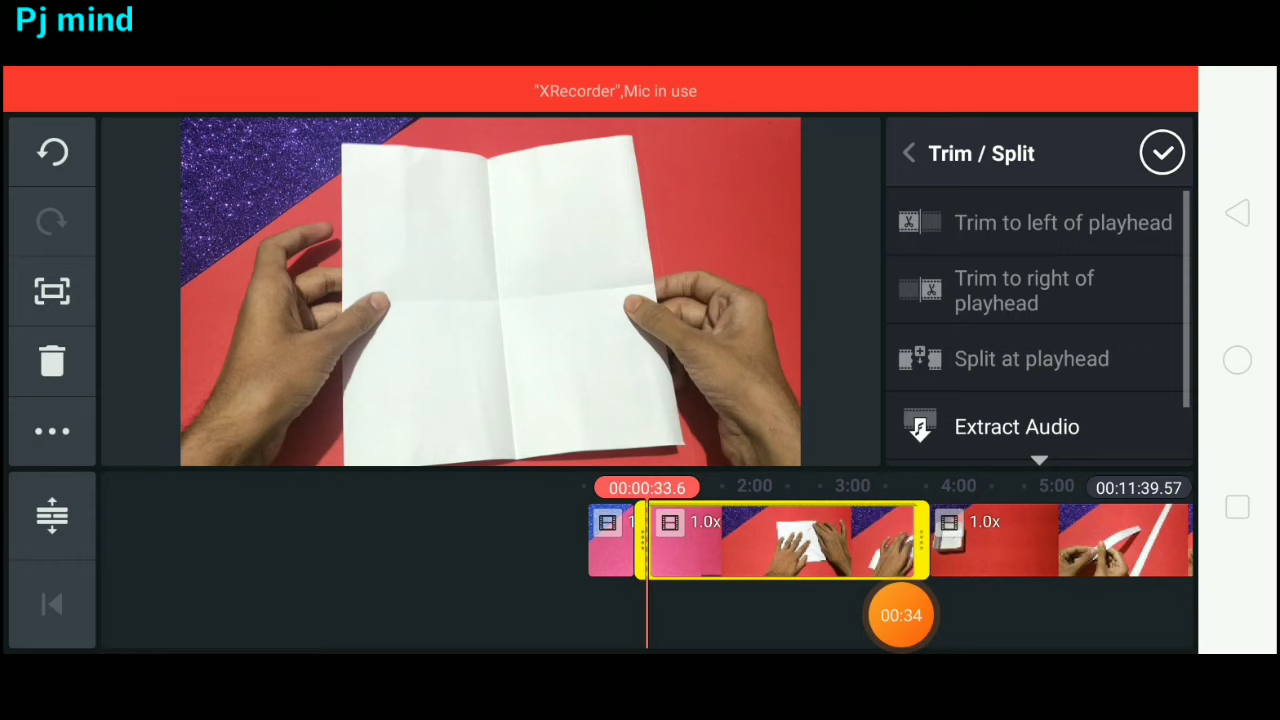 Pj mind
"XRecorder",Mic in use
Trim / Split
Trim to left of playhead
Trim to right of
playhead
Split at playhead
Extract Audio
00:00:33.6
2:00
3:00
4:00
5:00
00:11:39.57
1
1.0x
1.0x
00:34